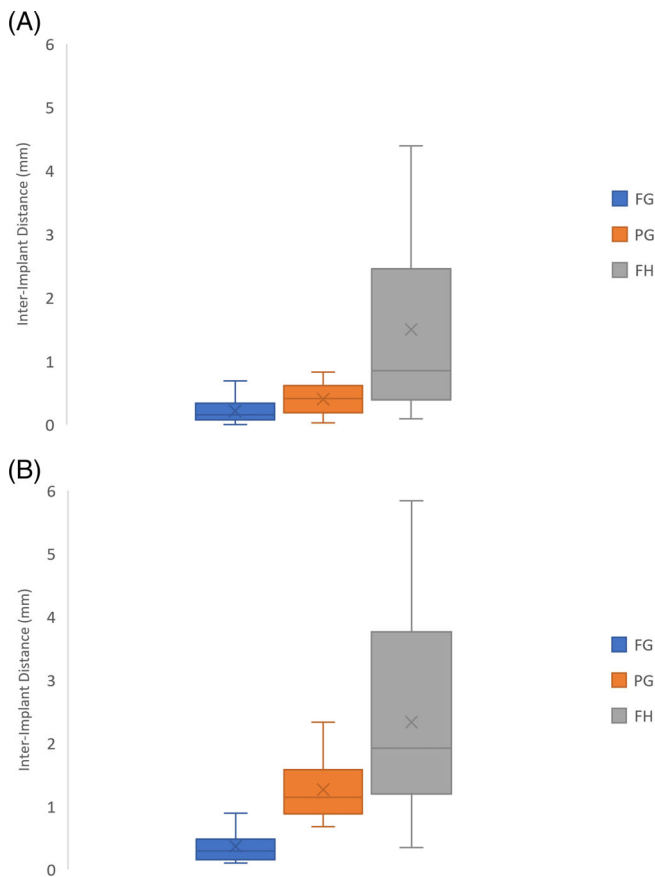 (A)
6
5
4
3
2
1
0
Inter-Implant Distance (mm)
FG
PG
FH
(B)
6
5
4
3
2
1
0
Inter-Implant Distance (mm)
FG
PG
FH